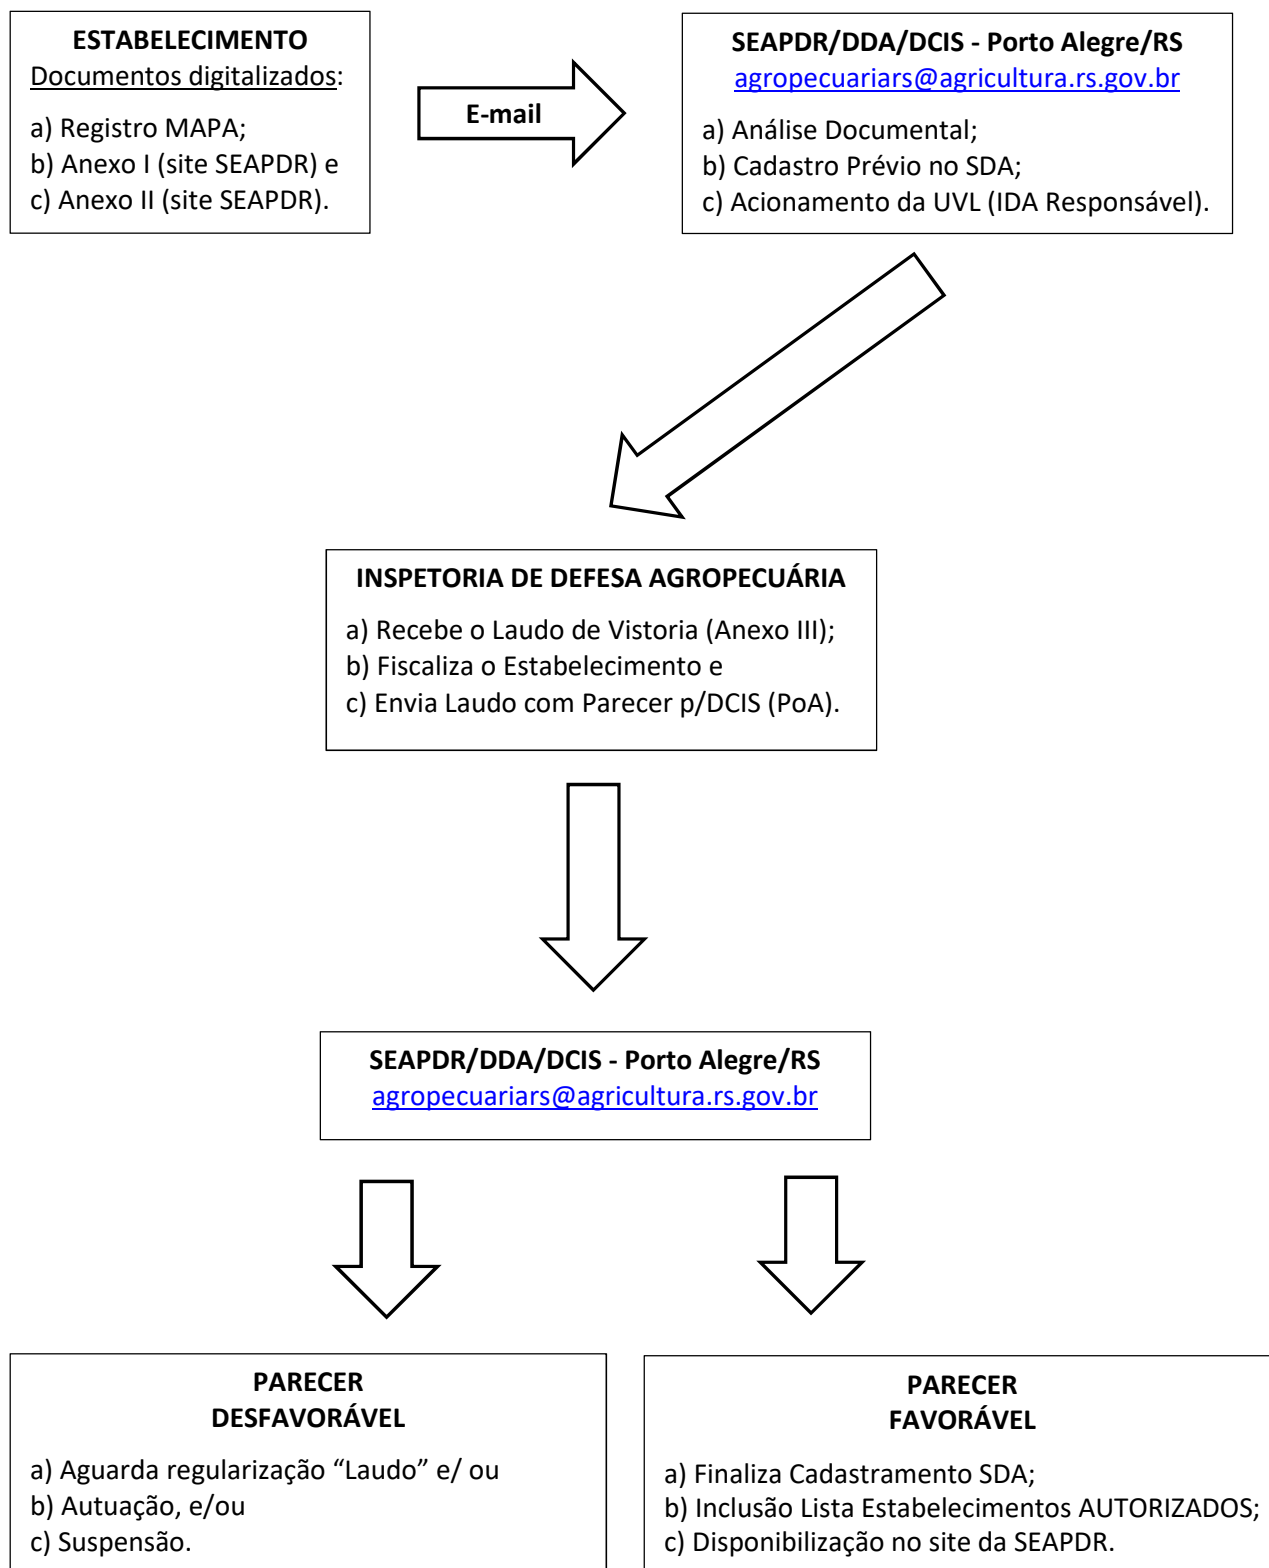 ESTABELECIMENTO
Documentos digitalizados:
a) Registro MAPA;
b) Anexo I (site SEAPDR) e
c) Anexo II (site SEAPDR).
E-mail
SEAPDR/DDA/DCIS - Porto Alegre/RS
agropecuariars@agricultura.rs.gov.br
a) Análise Documental;
b) Cadastro Prévio no SDA;
c) Acionamento da UVL (IDA Responsável).
INSPETORIA DE DEFESA AGROPECUÁRIA
a) Recebe o Laudo de Vistoria (Anexo III);
b) Fiscaliza o Estabelecimento e
c) Envia Laudo com Parecer p/DCIS (PoA).
SEAPDR/DDA/DCIS - Porto Alegre/RS
agropecuariars@agricultura.rs.gov.br
PARECER
DESFAVORÁVEL
a) Aguarda regularização “Laudo” e/ ou
b) Autuação, e/ou
c) Suspensão.
PARECER
FAVORÁVEL
a) Finaliza Cadastramento SDA;
b) Inclusão Lista Estabelecimentos AUTORIZADOS;
c) Disponibilização no site da SEAPDR.